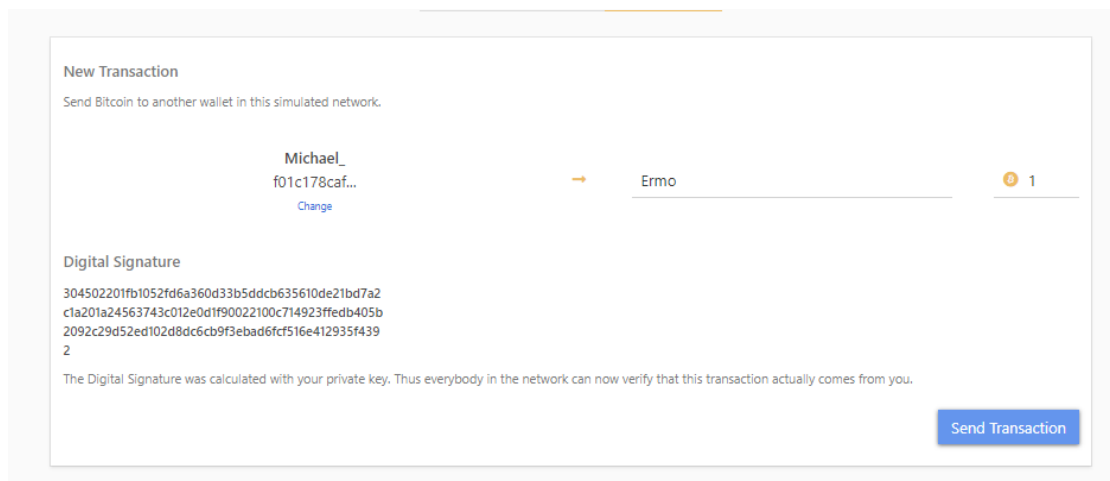 New Transaction
Send Bitcoin to another wallet in this simulated network.
Michael_
f01c178caf...
Change
→ Ermo 1
Digital Signature
304502201fb1052fd6a360d33b5ddcb635610de21bd7a2
c1a201a24563743c012e0d1f90022100c714923ffedb405b
2092c29d52ed102d8dc6cb9f3ebad6fcf516e412935f439
2
The Digital Signature was calculated with your private key. Thus everybody in the network can now verify that this transaction actually comes from you.
Send Transaction